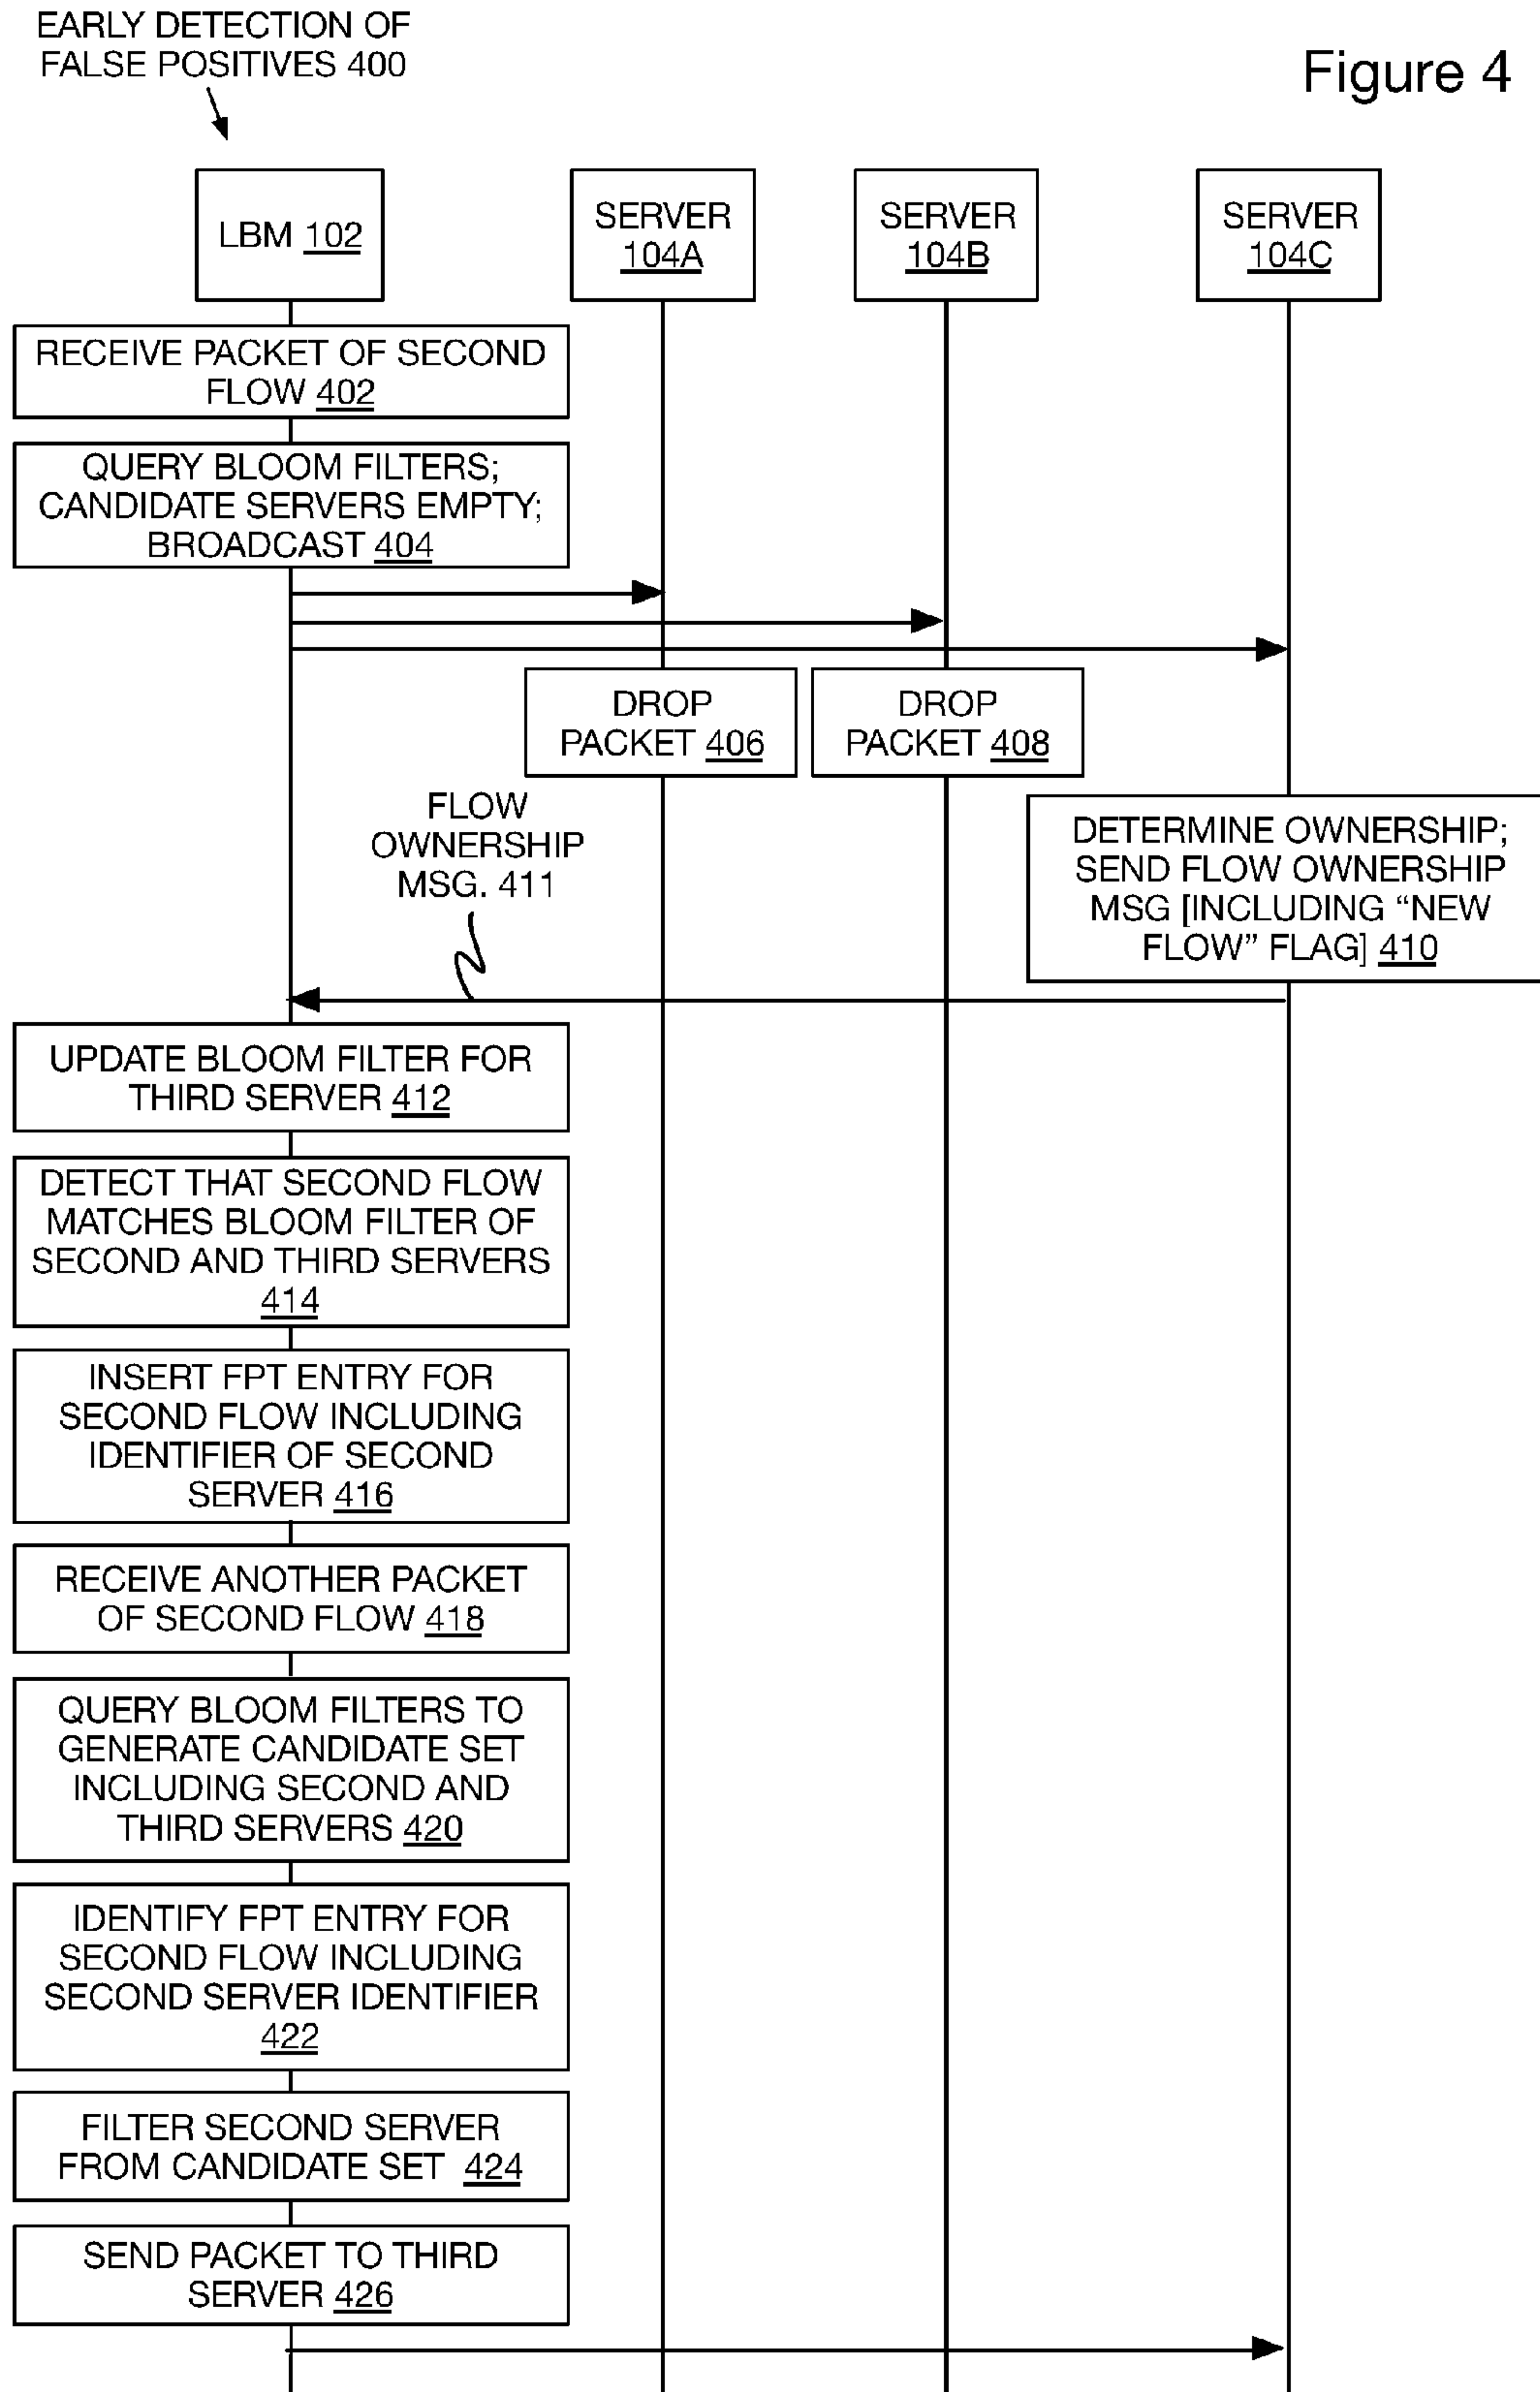 EARLY DETECTION OF
FALSE POSITIVES 400
Figure 4
LBM 102
SERVER
104A
SERVER
104B
SERVER
104C
RECEIVE PACKET OF SECOND
FLOW 402
QUERY BLOOM FILTERS;
CANDIDATE SERVERS EMPTY;
BROADCAST 404
DROP
PACKET 406
DROP
PACKET 408
FLOW
OWNERSHIP
MSG. 411
DETERMINE OWNERSHIP;
SEND FLOW OWNERSHIP
MSG [INCLUDING “NEW
FLOW” FLAG] 410
UPDATE BLOOM FILTER FOR
THIRD SERVER 412
DETECT THAT SECOND FLOW
MATCHES BLOOM FILTER OF
SECOND AND THIRD SERVERS
414
INSERT FPT ENTRY FOR
SECOND FLOW INCLUDING
IDENTIFIER OF SECOND
SERVER 416
RECEIVE ANOTHER PACKET
OF SECOND FLOW 418
QUERY BLOOM FILTERS TO
GENERATE CANDIDATE SET
INCLUDING SECOND AND
THIRD SERVERS 420
IDENTIFY FPT ENTRY FOR
SECOND FLOW INCLUDING
SECOND SERVER IDENTIFIER
422
FILTER SECOND SERVER
FROM CANDIDATE SET 424
SEND PACKET TO THIRD
SERVER 426